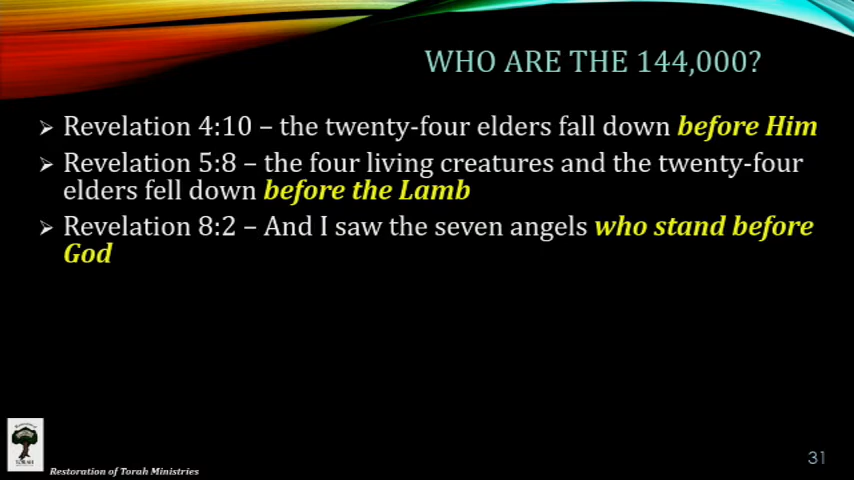 WHO ARE THE 144,000?
➢ Revelation 4:10 – the twenty-four elders fall down before Him
➢ Revelation 5:8 – the four living creatures and the twenty-four
elders fell down before the Lamb
➢ Revelation 8:2 – And I saw the seven angels who stand before
God
TORAH
Restoration of Torah Ministries
31